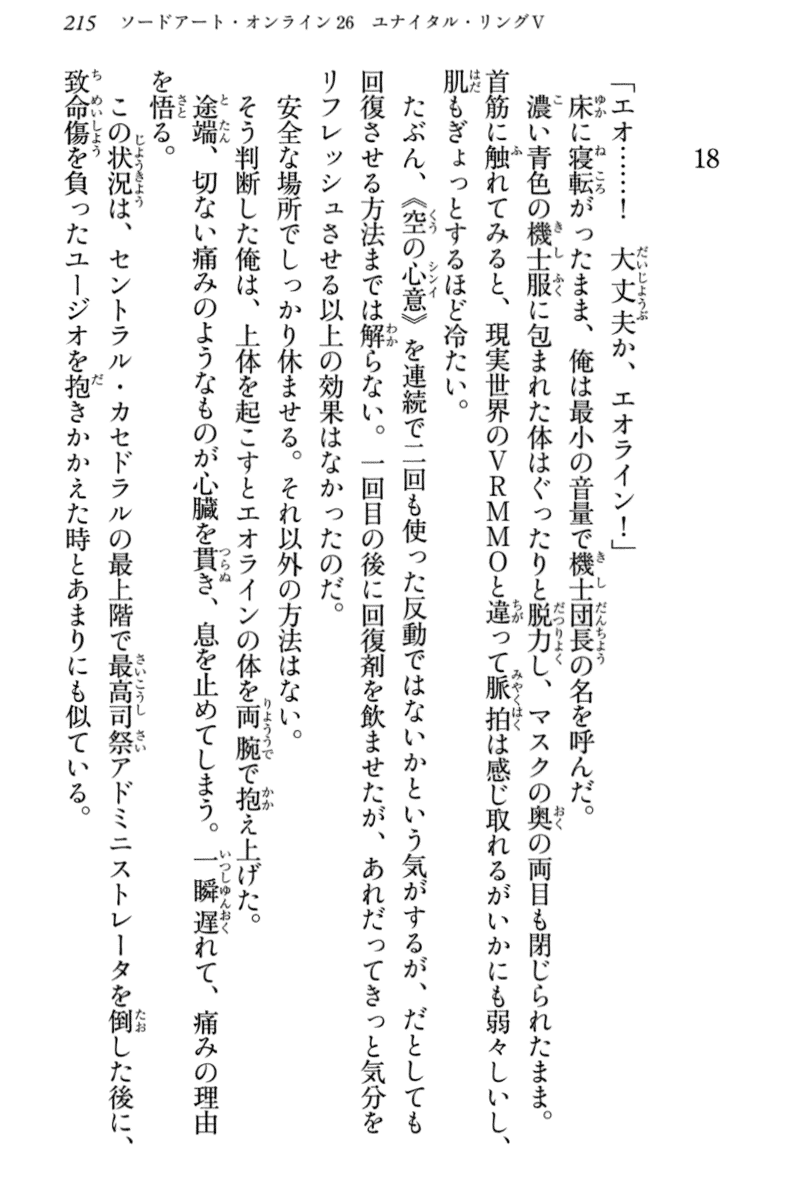 215 ソードアート・オンライン26 ユナイタル・リングⅤ
18
「エオ……！ 大丈夫か、エオライン！」
床に寝転がったまま、俺は最小の音量で機士団長の名を呼んだ。
濃い青色の機士服に包まれた体はぐったりと脱力し、マスクの奥の両目も閉じられたまま。
首筋に触れてみると、現実世界のＶＲＭＭＯと違って脈拍は感じ取れるがいかにも弱々しいし、
肌もぎょっとするほど冷たい。
たぶん、《空の心意》を連続で二回も使った反動ではないかという気がするが、だとしても
回復させる方法までは解らない。一回目の後に回復剤を飲ませたが、あれだってきっと気分を
リフレッシュさせる以上の効果はなかったのだ。
安全な場所でしっかり休ませる。それ以外の方法はない。
そう判断した俺は、上体を起こすとエオラインの体を両腕で抱え上げた。
途端、切ない痛みのようなものが心臓を貫き、息を止めてしまう。一瞬遅れて、痛みの理由
を悟る。
この状況は、セントラル・カセドラルの最上階で最高司祭アドミニストレータを倒した後に、
致命傷を負ったユージオを抱きかかえた時とあまりにも似ている。